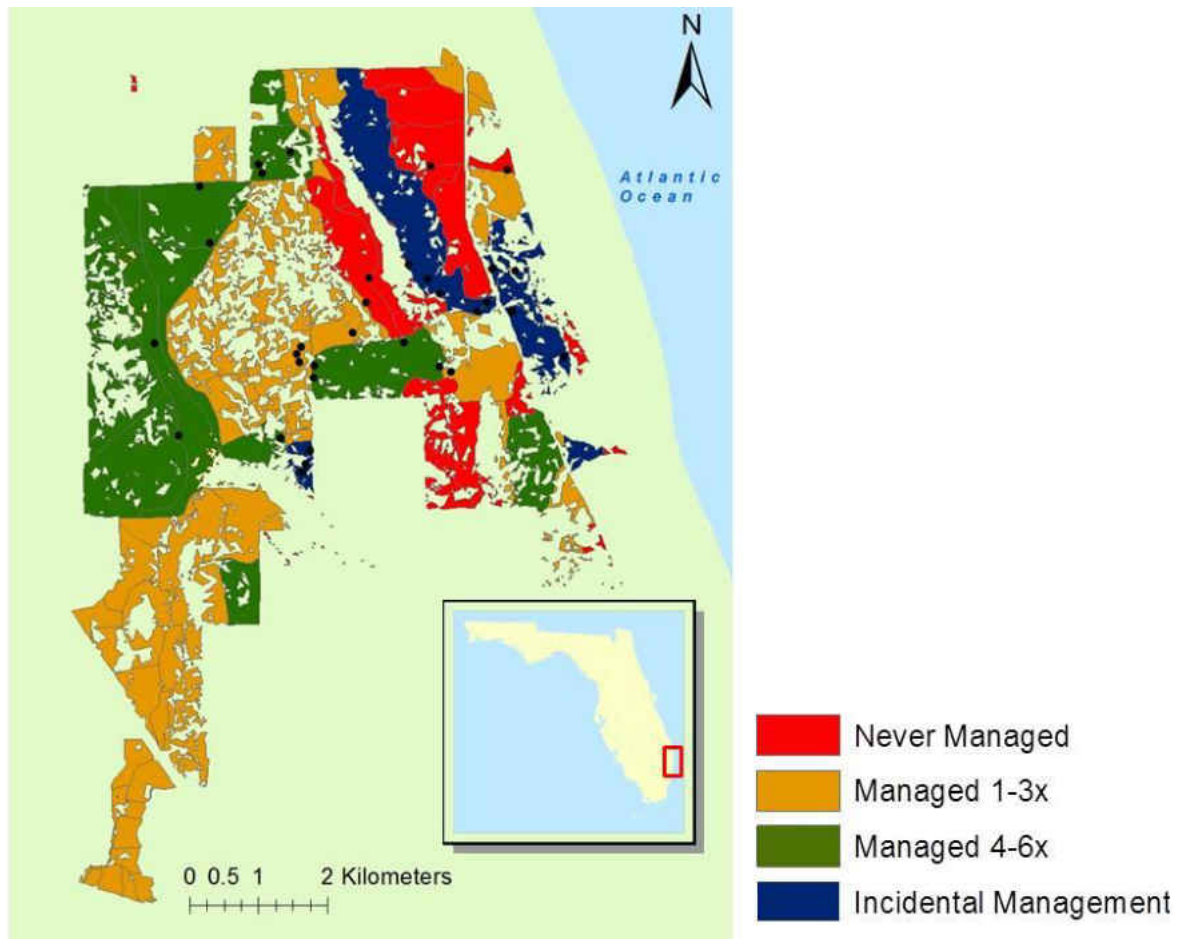 N
Atlantic
Ocean
0 0.5 1 2 Kilometers
Never Managed
Managed 1-3x
Managed 4-6x
Incidental Management